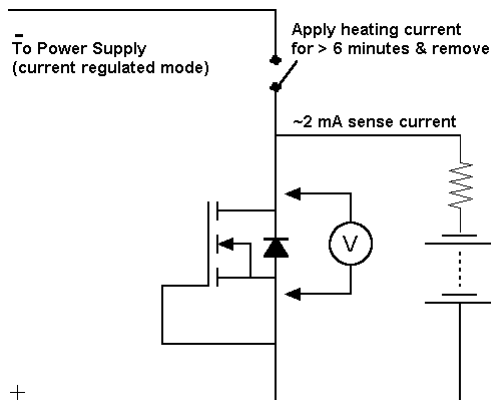 -
To Power Supply
(current regulated mode)
Apply heating current
for > 6 minutes & remove
~2 mA sense current
V
+